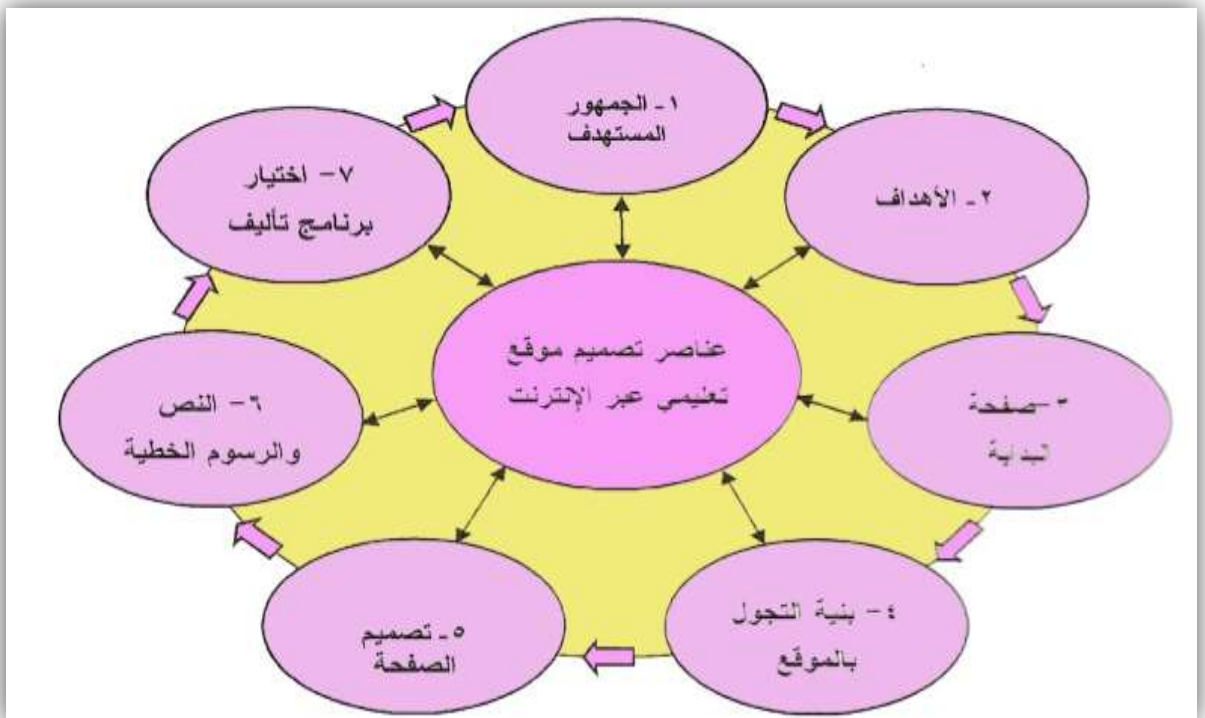 ١- الجمهور
المستهدف
٢- الأهداف
٣- صفحة
البداية
٤- بنية التجول
بالموقع
٥- تصميم
الصفحة
٦- النص
والرسوم الخطية
٧- اختيار
برنامج تأليف
عناصر تصميم موقع
تعليمي عبر الإنترنت